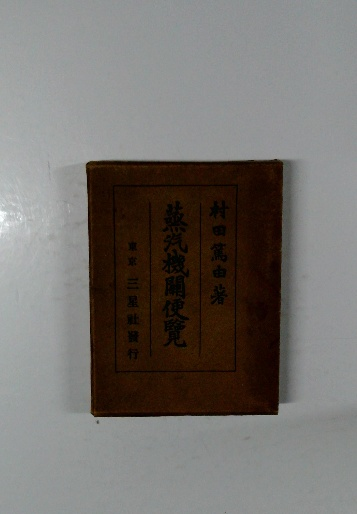 村田篤由著
蒸汽機關便覽
東京 三星社發行